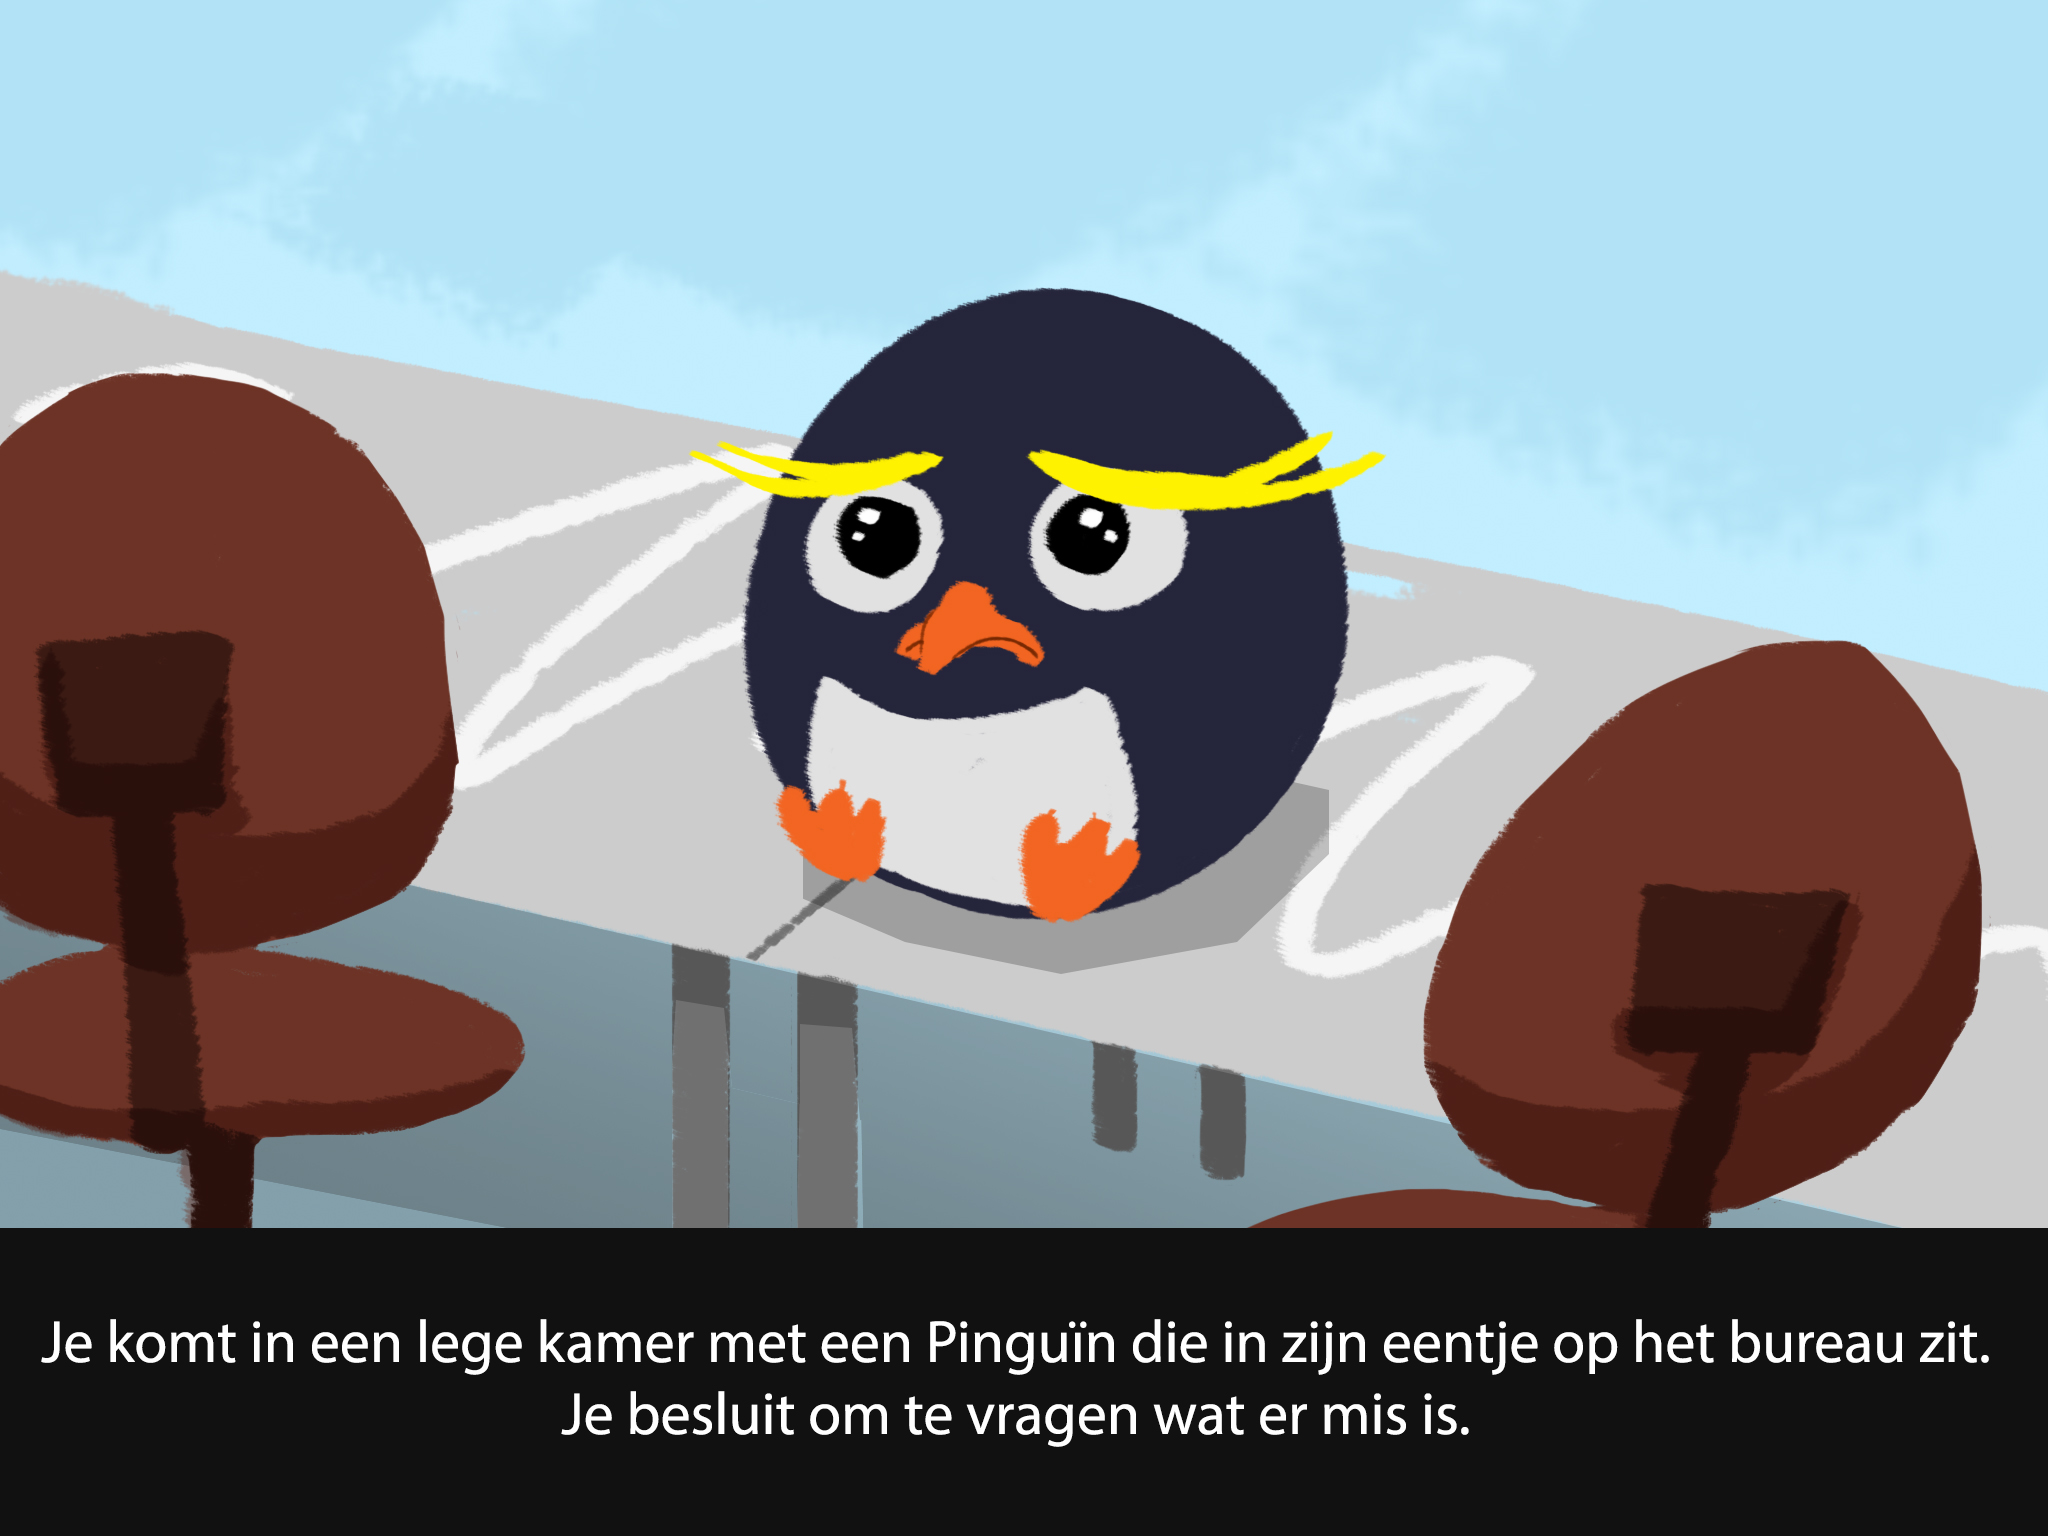 Je komt in een lege kamer met een Pinguïn die in zijn eentje op het bureau zit.
Je besluit om te vragen wat er mis is.